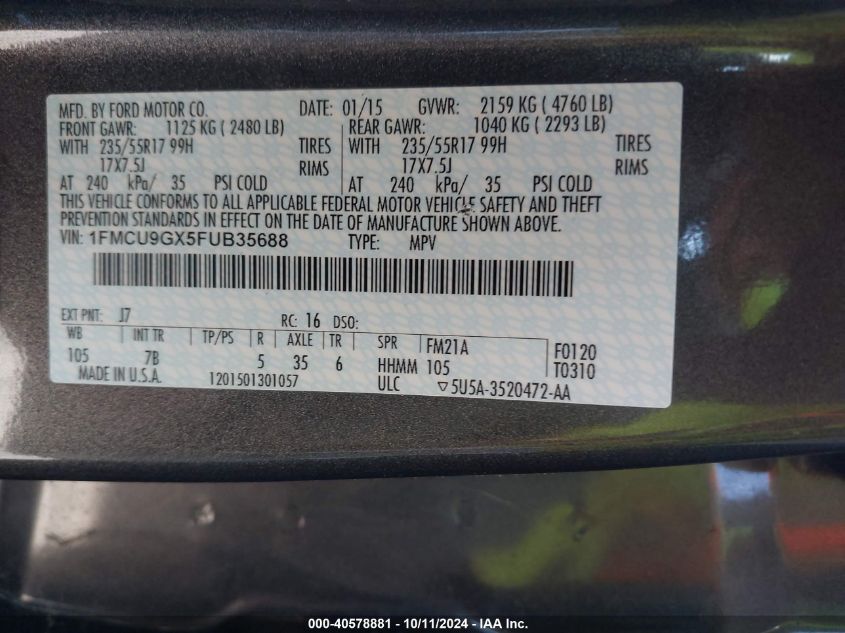 MFD. BY FORD MOTOR CO. DATE: 01/15 GVWR: 2159 KG ( 4760 LB)
FRONT GAWR: 1125 KG ( 2480 LB) REAR GAWR: 1040 KG ( 2293 LB)
WITH 235/55R17 99H TIRES WITH 235/55R17 99H TIRES
17X7.5J RIMS 17X7.5J RIMS
AT 240 kPa/ 35 PSI COLD AT 240 kPa/ 35 PSI COLD
THIS VEHICLE CONFORMS TO ALL APPLICABLE FEDERAL MOTOR VEHICLE SAFETY AND THEFT
PREVENTION STANDARDS IN EFFECT ON THE DATE OF MANUFACTURE SHOWN ABOVE.
VIN: 1FMCU9GX5FUB35688 TYPE: MPV
EXT PNT: J7 RC: 16 DSO:
WB INT TR TP/PS R AXLE TR SPR FM21A F0120
105 7B 5 35 6 HHMM 105 T0310
MADE IN U.S.A. 1201501301057 ULC ▽5U5A-3520472-AA
000-40578881 - 10/11/2024 - IAA Inc.